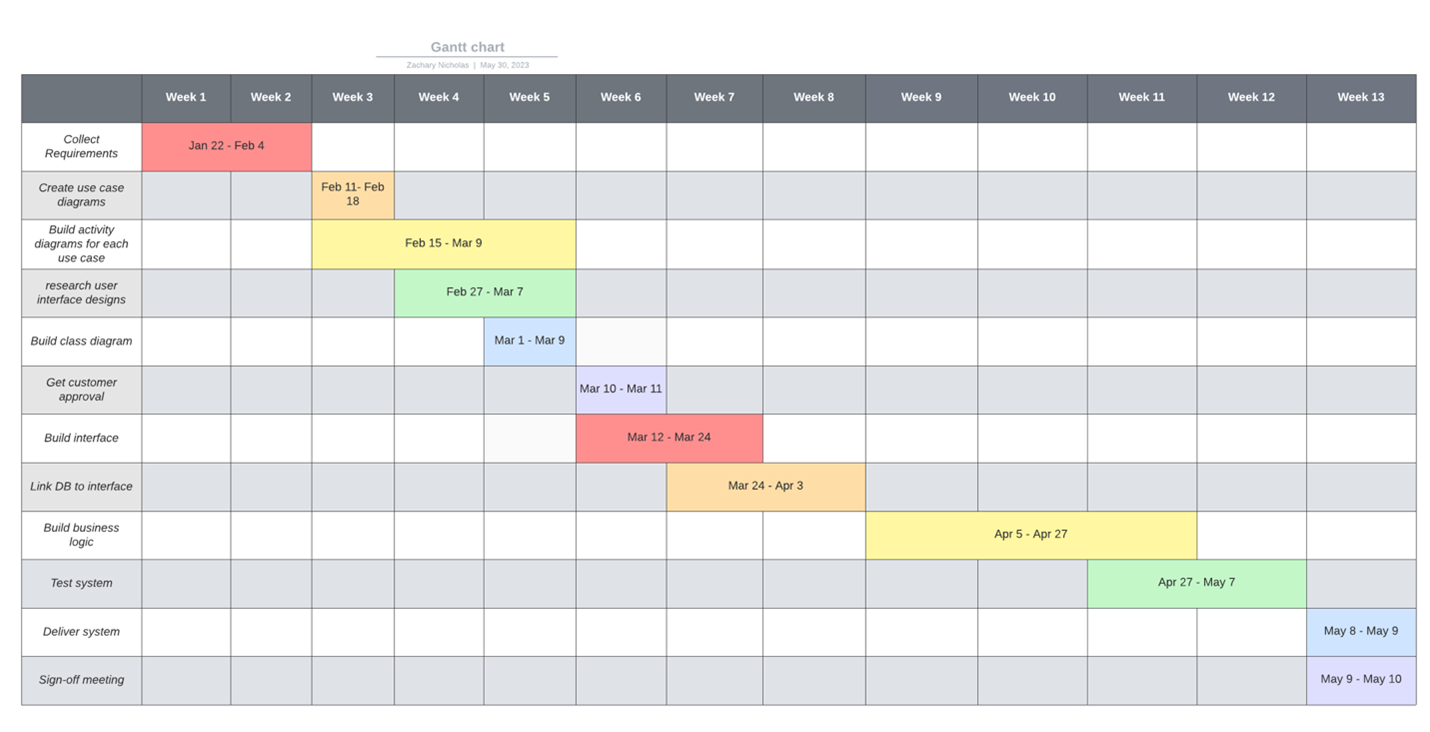 Gantt chart
Zachary Nicholas | May 30, 2023
Week 1 Week 2 Week 3 Week 4 Week 5 Week 6 Week 7 Week 8 Week 9 Week 10 Week 11 Week 12 Week 13
Collect
Requirements
Jan 22 - Feb 4
Create use case
diagrams
Feb 11- Feb
18
Build activity
diagrams for each
use case
Feb 15 - Mar 9
research user
interface designs
Feb 27 - Mar 7
Build class diagram
Mar 1 - Mar 9
Get customer
approval
Mar 10 - Mar 11
Build interface
Mar 12 - Mar 24
Link DB to interface
Mar 24 - Apr 3
Build business
logic
Apr 5 - Apr 27
Test system
Apr 27 - May 7
Deliver system
May 8 - May 9
Sign-off meeting
May 9 - May 10